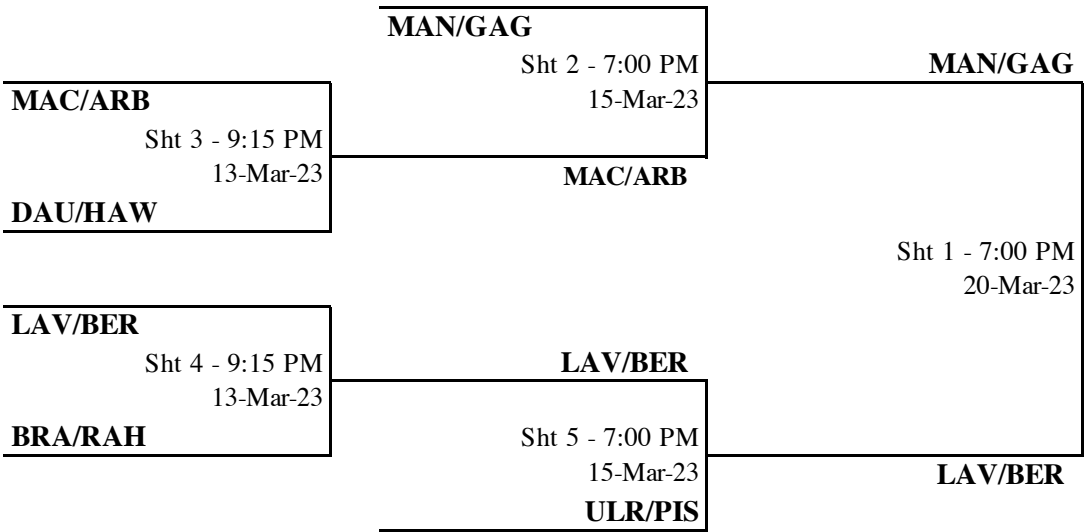 MAN/GAG
Sht 2 - 7:00 PM
15-Mar-23
MAN/GAG
MAC/ARB
Sht 3 - 9:15 PM
13-Mar-23
DAU/HAW
MAC/ARB
Sht 1 - 7:00 PM
20-Mar-23
LAV/BER
Sht 4 - 9:15 PM
13-Mar-23
BRA/RAH
LAV/BER
Sht 5 - 7:00 PM
15-Mar-23
ULR/PIS
LAV/BER